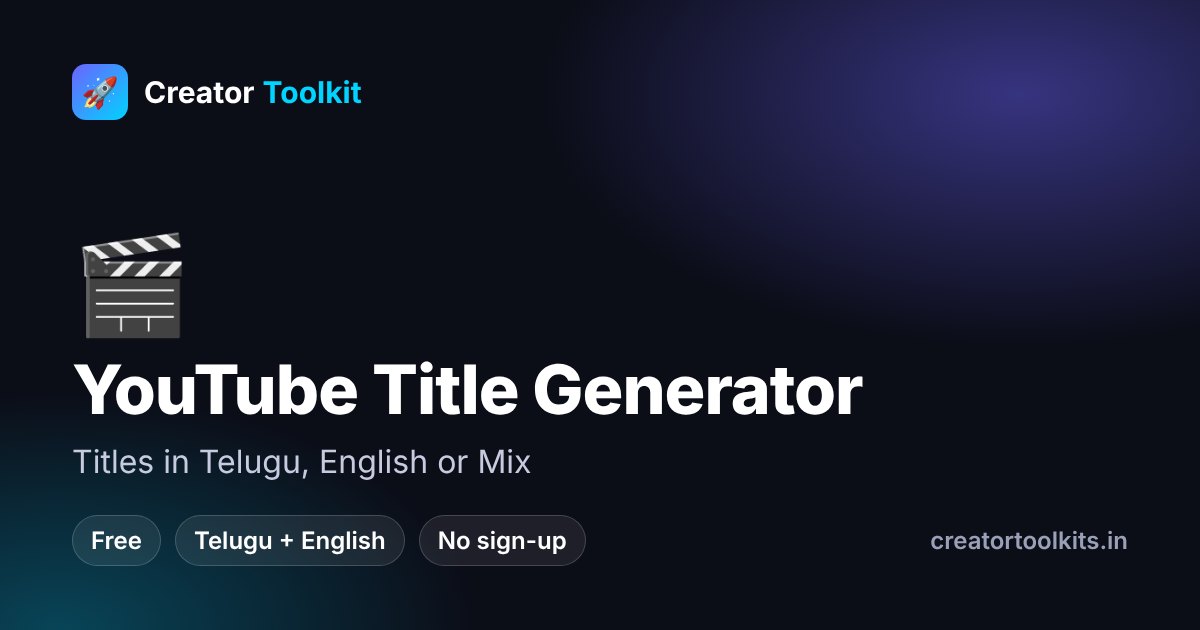 Creator Toolkit
YouTube Title Generator
Titles in Telugu, English or Mix
Free
Telugu + English
No sign-up
creatortoolkits.in